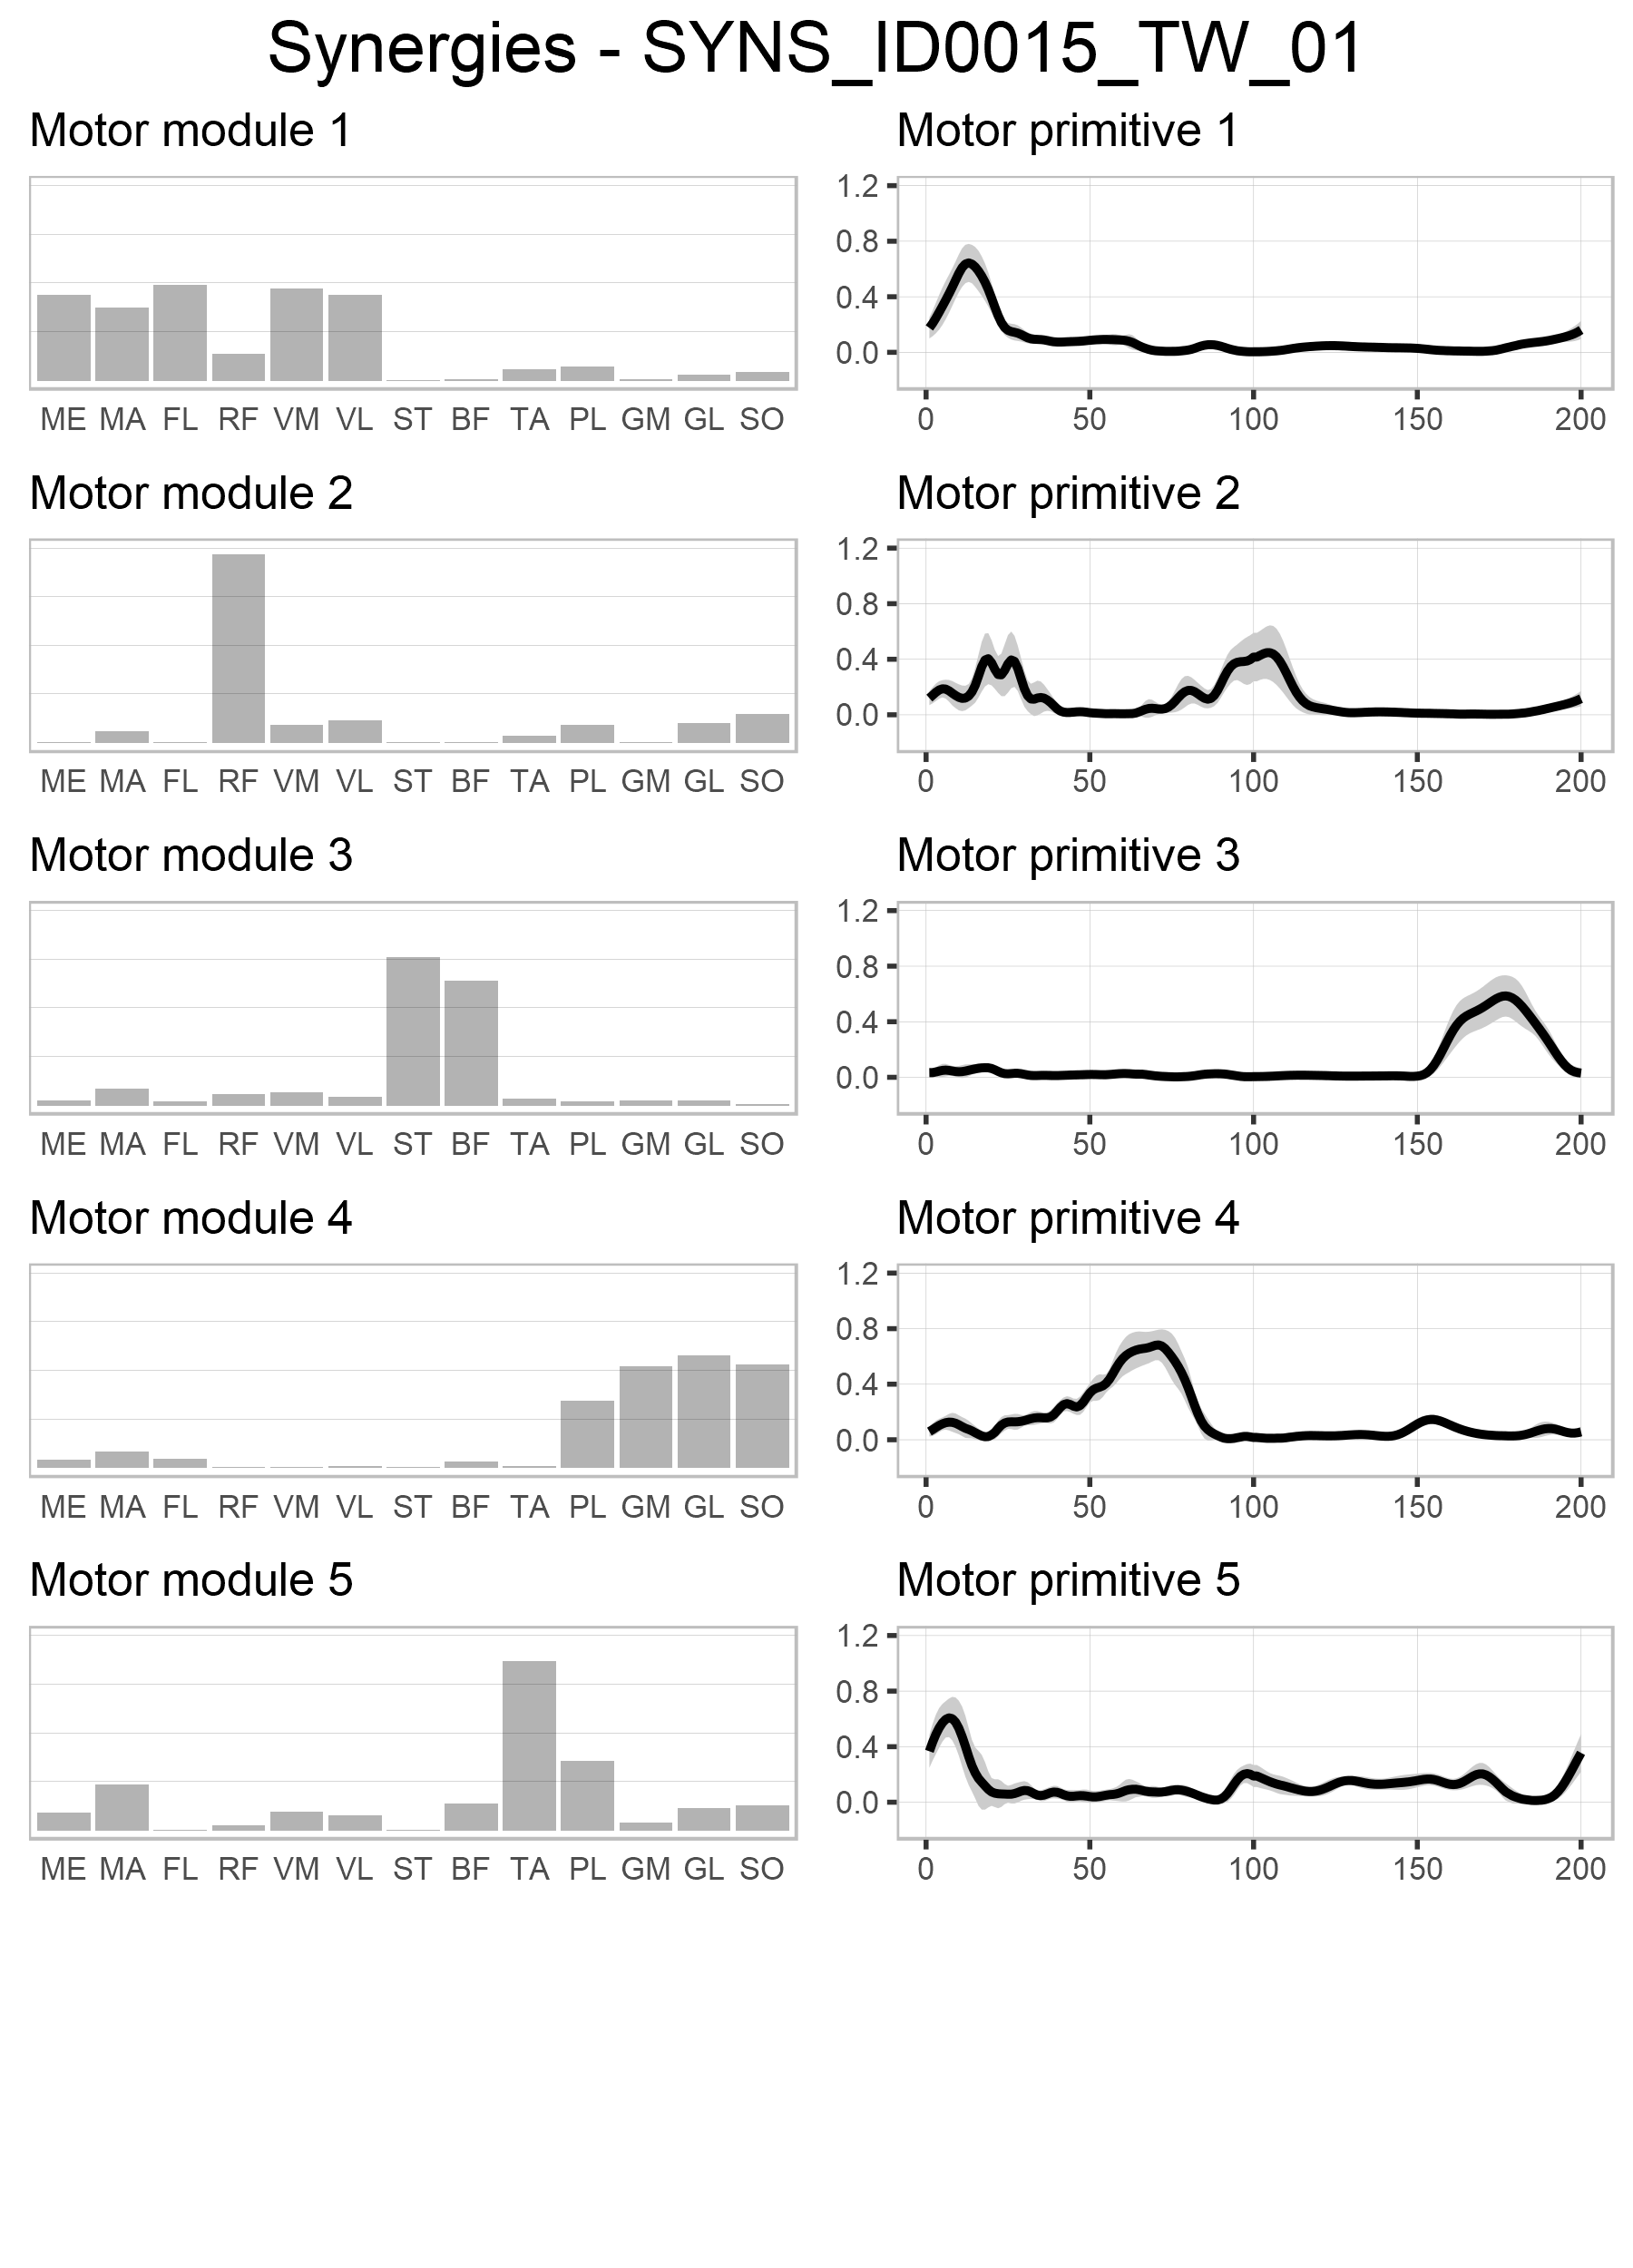 Synergies - SYNS_ID0015_TW_01
Motor module 1
Motor primitive 1
1.2
0.8
0.4
0.0
ME MA FL RF VM VL ST BF TA PL GM GL SO
0 50 100 150 200
Motor module 2
Motor primitive 2
1.2
0.8
0.4
0.0
ME MA FL RF VM VL ST BF TA PL GM GL SO
0 50 100 150 200
Motor module 3
Motor primitive 3
1.2
0.8
0.4
0.0
ME MA FL RF VM VL ST BF TA PL GM GL SO
0 50 100 150 200
Motor module 4
Motor primitive 4
1.2
0.8
0.4
0.0
ME MA FL RF VM VL ST BF TA PL GM GL SO
0 50 100 150 200
Motor module 5
Motor primitive 5
1.2
0.8
0.4
0.0
ME MA FL RF VM VL ST BF TA PL GM GL SO
0 50 100 150 200